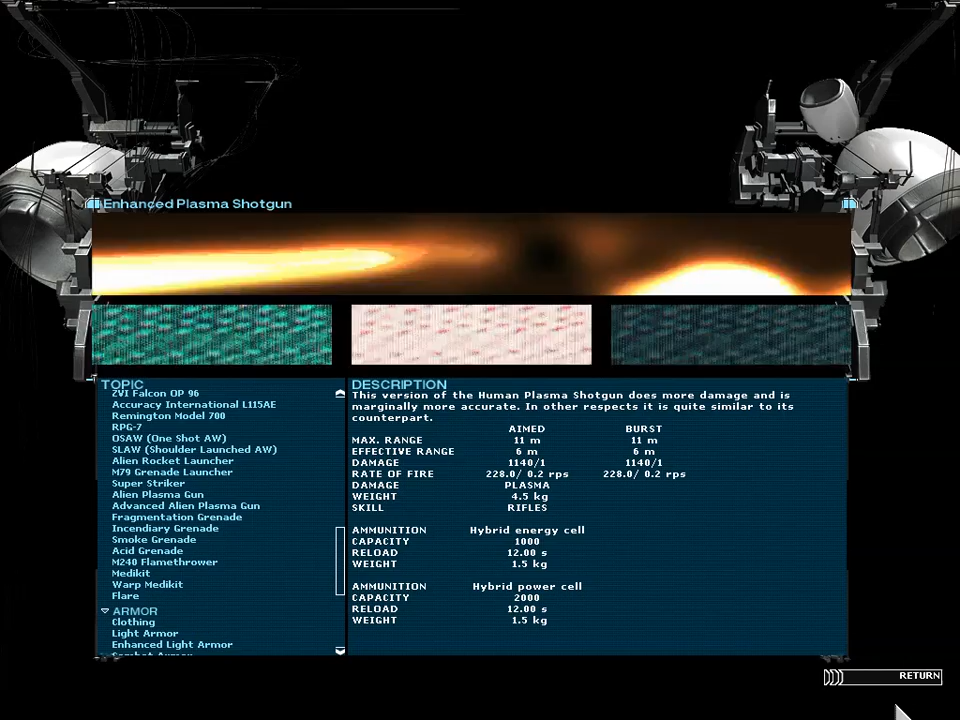 Enhanced Plasma Shotgun
TOPIC
ZVI Falcon OP 96
Accuracy International L115AE
Remington Model 700
RPG-7
OSAW (One Shot AW)
SLAW (Shoulder Launched AW)
Alien Rocket Launcher
M79 Grenade Launcher
Super Striker
Alien Plasma Gun
Advanced Alien Plasma Gun
Fragmentation Grenade
Incendiary Grenade
Smoke Grenade
Acid Grenade
M240 Flamethrower
Medikit
Warp Medikit
Flare
ARMOR
Clothing
Light Armor
Enhanced Light Armor
Combat Armor
DESCRIPTION
This version of the Human Plasma Shotgun does more damage and is
marginally more accurate. In other respects it is quite similar to its
counterpart.
AIMED BURST
MAX. RANGE 11 m 11 m
EFFECTIVE RANGE 6 m 6 m
DAMAGE 1140/1 1140/1
RATE OF FIRE 228.0/ 0.2 rps 228.0/ 0.2 rps
DAMAGE PLASMA
WEIGHT 4.5 kg
SKILL RIFLES
AMMUNITION Hybrid energy cell
CAPACITY 1000
RELOAD 12.00 s
WEIGHT 1.5 kg
AMMUNITION Hybrid power cell
CAPACITY 2000
RELOAD 12.00 s
WEIGHT 1.5 kg
RETURN